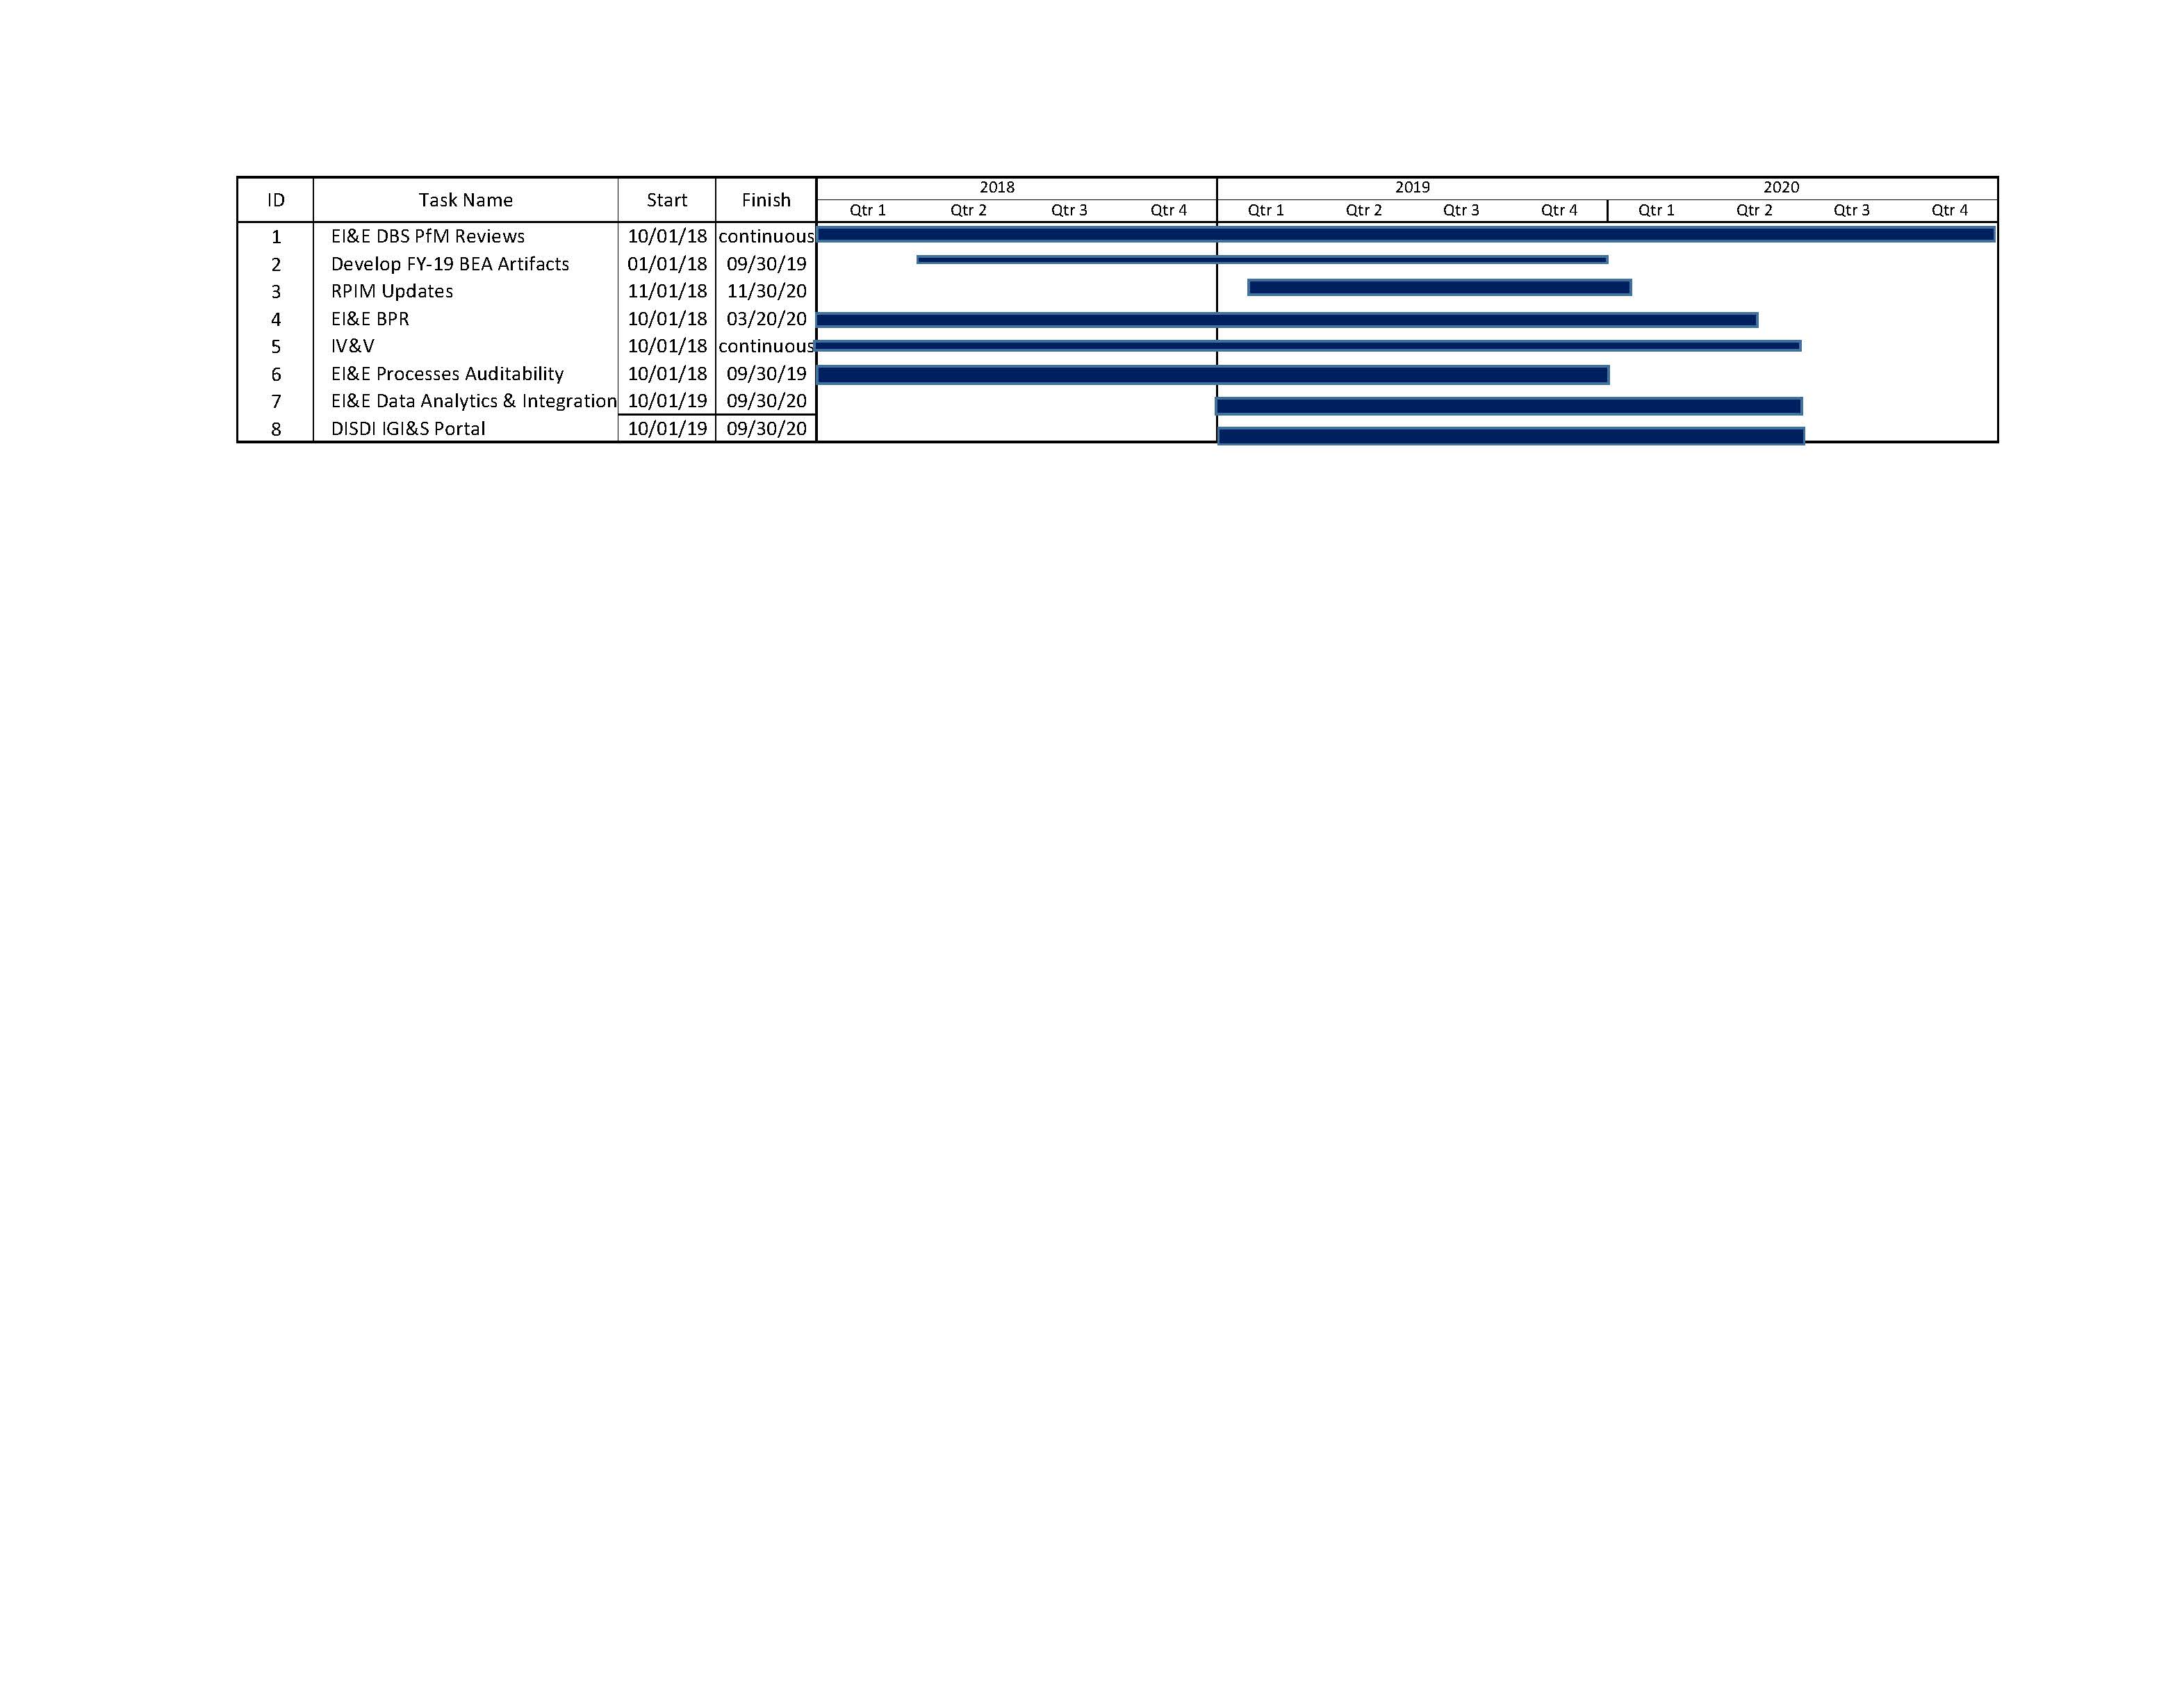 ID Task Name Start Finish 2018 2019 2020
Qtr 1 Qtr 2 Qtr 3 Qtr 4 Qtr 1 Qtr 2 Qtr 3 Qtr 4 Qtr 1 Qtr 2 Qtr 3 Qtr 4
1 EI&E DBS PfM Reviews 10/01/18 continuous
2 Develop FY-19 BEA Artifacts 01/01/18 09/30/19
3 RPIM Updates 11/01/18 11/30/20
4 EI&E BPR 10/01/18 03/20/20
5 IV&V 10/01/18 continuous
6 EI&E Processes Auditability 10/01/18 09/30/19
7 EI&E Data Analytics & Integration 10/01/19 09/30/20
8 DISDI IGI&S Portal 10/01/19 09/30/20